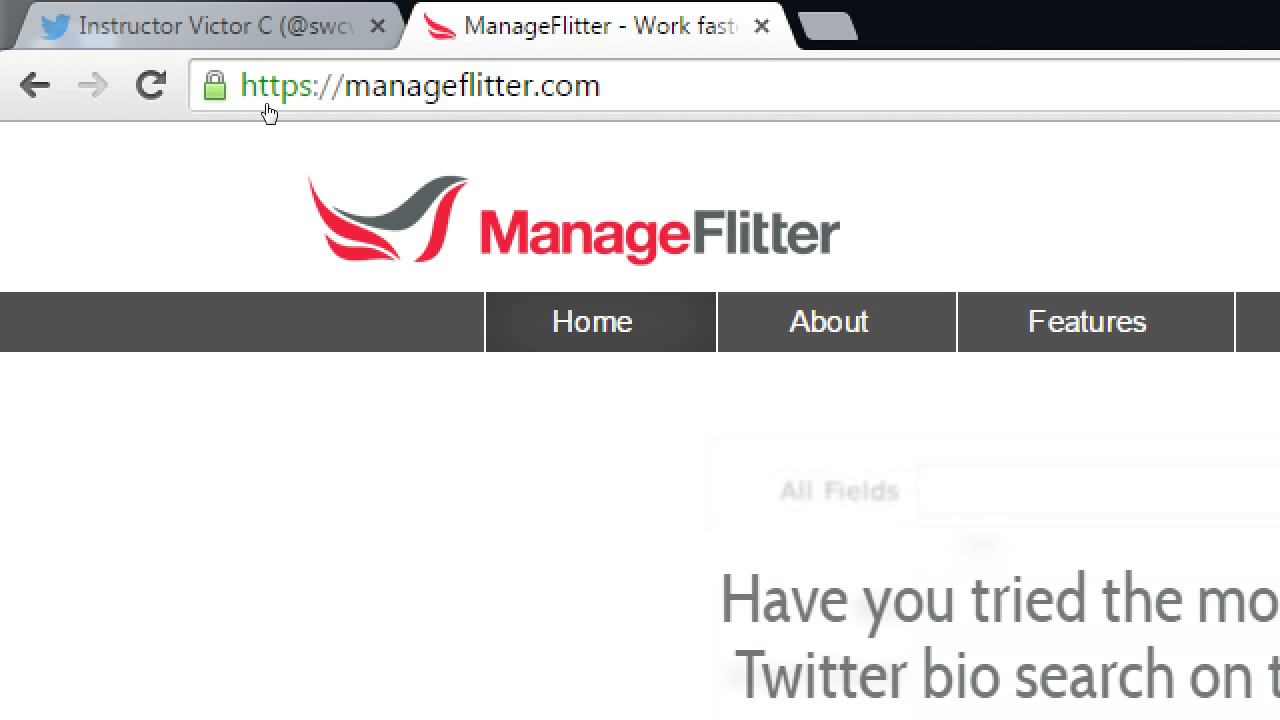 Instructor Victor C (@swcv
ManageFlitter - Work fast
https://manageflitter.com
ManageFlitter
Home About Features
All Fields
Have you tried the mo
Twitter bio search on t